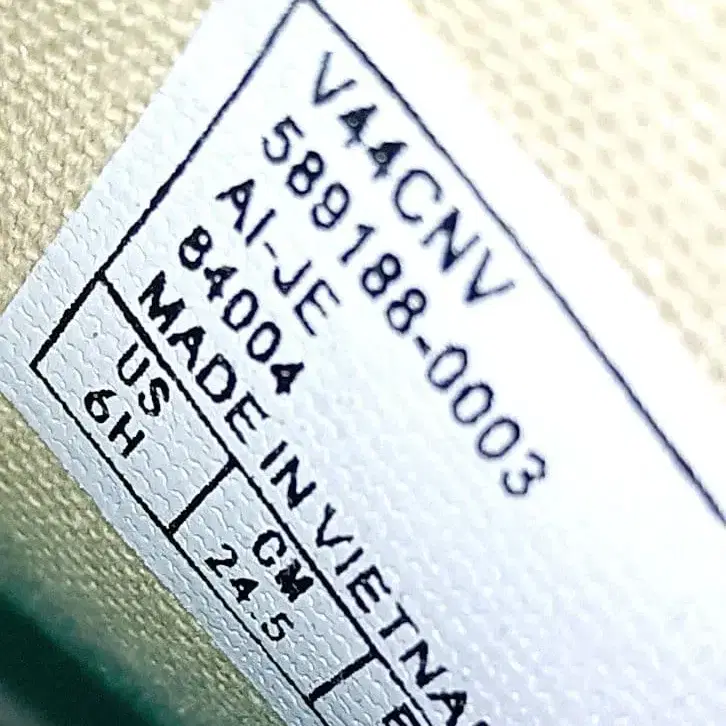 V44CNV
589188-0003
AI-JE
84004
MADE IN VIETNA
US
6H
CM
24.5
E